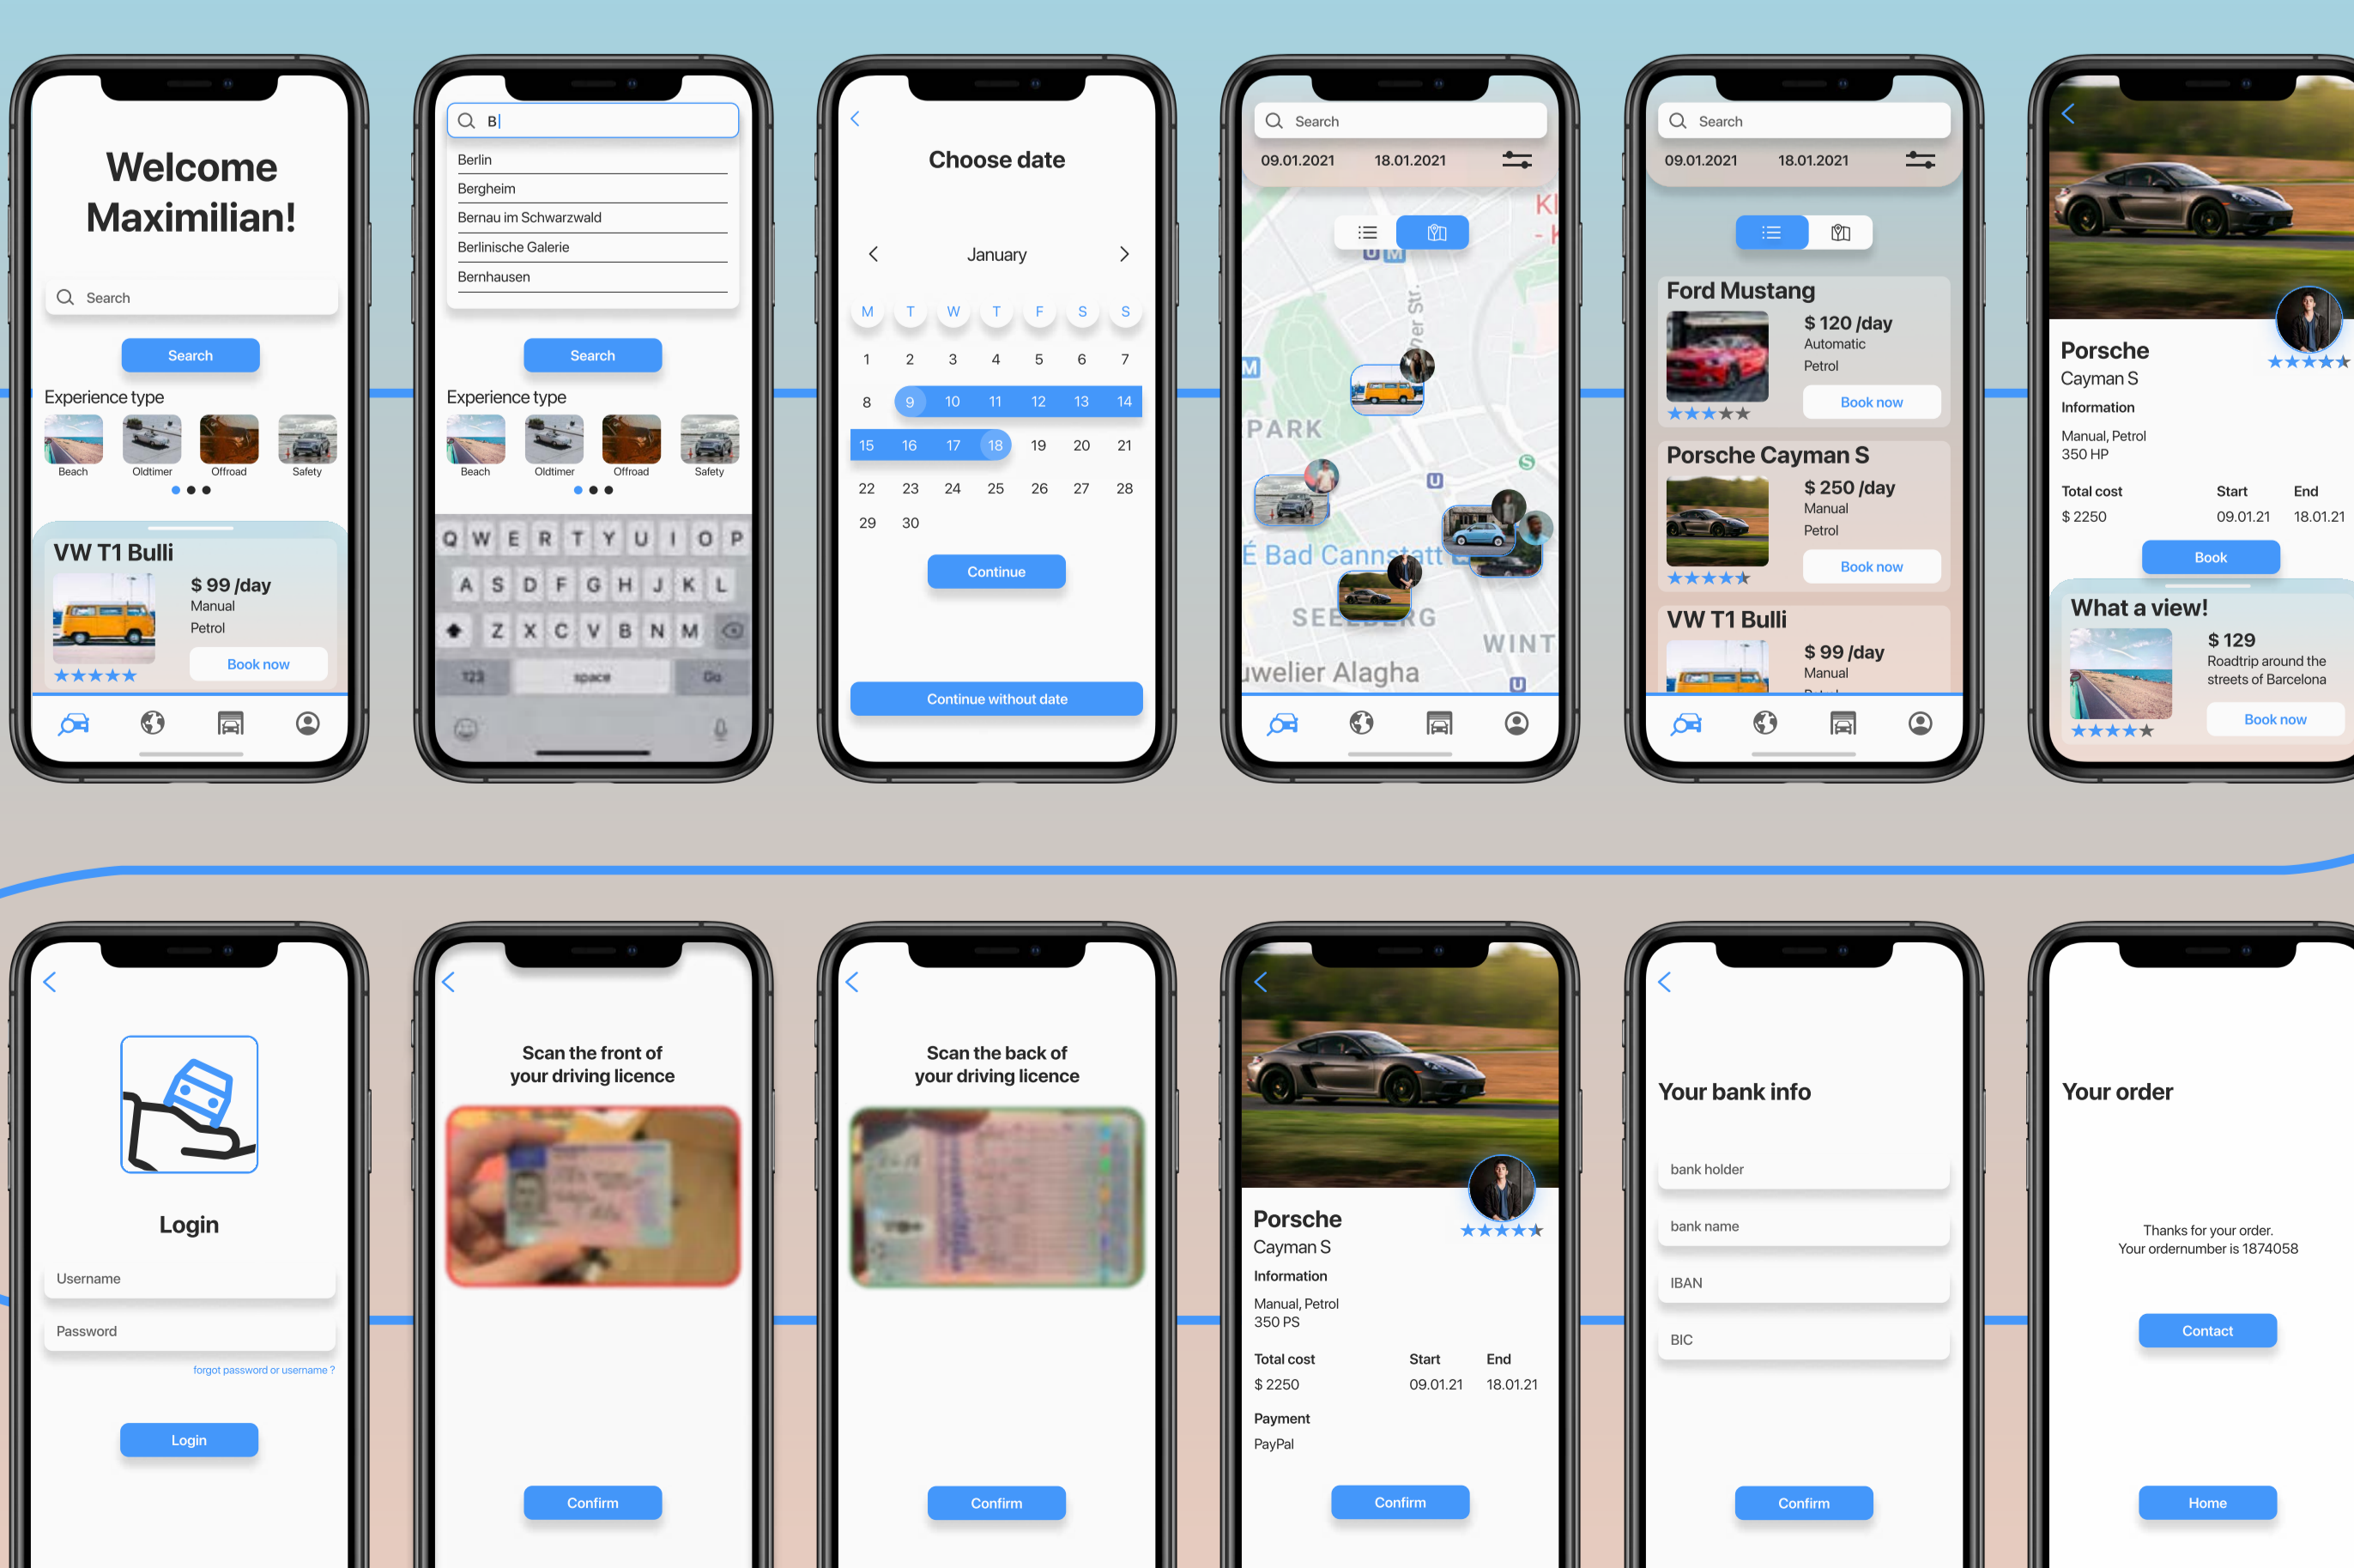 Welcome
Maximilian!
Search
Search
Experience type
Beach
Oldtimer
Offroad
Safety
VW T1 Bulli
$ 99 /day
Manual
Petrol
Book now
B
Berlin
Bergheim
Bernau im Schwarzwald
Berlinische Galerie
Bernhausen
Search
Experience type
Beach
Oldtimer
Offroad
Safety
Q W E R T Y U I O P
A S D F G H J K L
Z X C V B N M
123 space Go
Choose date
January
M T W T F S S
1 2 3 4 5 6 7
8 9 10 11 12 13 14
15 16 17 18 19 20 21
22 23 24 25 26 27 28
29 30
Continue
Continue without date
Search
09.01.2021 18.01.2021
U M
M
PARK
U
S
É Bad Cannstatt
WINT
uwelier Alagha
U
Search
09.01.2021 18.01.2021
Ford Mustang
$ 120 /day
Automatic
Petrol
Book now
Porsche Cayman S
$ 250 /day
Manual
Petrol
Book now
VW T1 Bulli
$ 99 /day
Manual
Porsche
Cayman S
Information
Manual, Petrol
350 HP
Total cost Start End
$ 2250 09.01.21 18.01.21
Book
What a view!
$ 129
Roadtrip around the
streets of Barcelona
Book now
Login
Username
Password
forgot password or username ?
Login
Scan the front of
your driving licence
Confirm
Scan the back of
your driving licence
Confirm
Porsche
Cayman S
Information
Manual, Petrol
350 PS
Total cost Start End
$ 2250 09.01.21 18.01.21
Payment
PayPal
Confirm
Your bank info
bank holder
bank name
IBAN
BIC
Confirm
Your order
Thanks for your order.
Your ordernumber is 1874058
Contact
Home